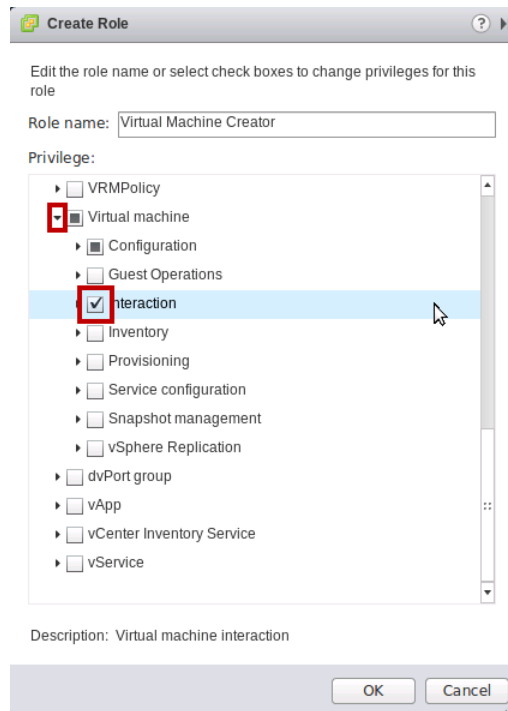 Create Role
?
Edit the role name or select check boxes to change privileges for this
role
Role name: Virtual Machine Creator
Privilege:
VRMPolicy
Virtual machine
Configuration
Guest Operations
nteraction
Inventory
Provisioning
Service configuration
Snapshot management
vSphere Replication
dvPort group
vApp
vCenter Inventory Service
vService
Description: Virtual machine interaction
OK Cancel